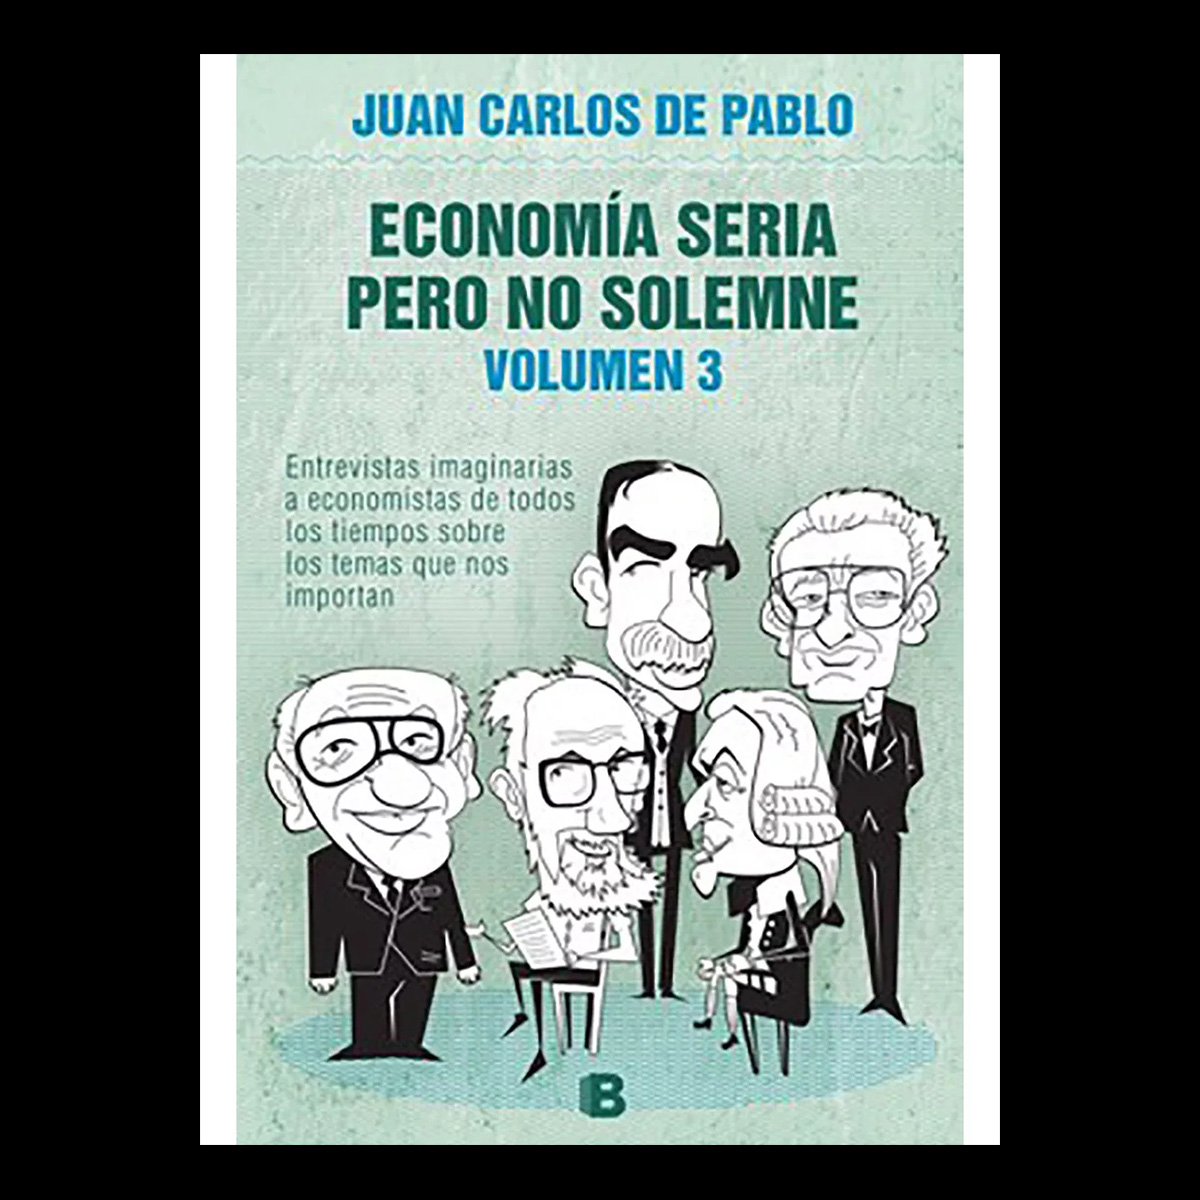 JUAN CARLOS DE PABLO
ECONOMÍA SERIA
PERO NO SOLEMNE
VOLUMEN 3
Entrevistas imaginarias
a economistas de todos
los tiempos sobre
los temas que nos
importan
B